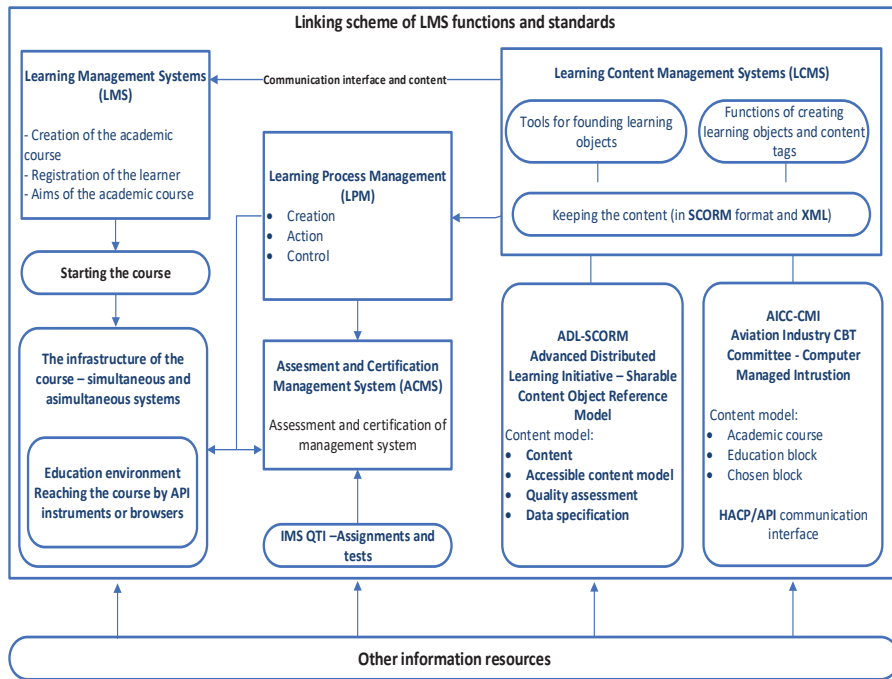 Linking scheme of LMS functions and standards
Learning Management Systems
(LMS)
- Creation of the academic
course
- Registration of the learner
- Aims of the academic course
Communication interface and content
Learning Content Management Systems (LCMS)
Tools for founding learning
objects
Functions of creating
learning objects and content
tags
Keeping the content (in SCORM format and XML)
Learning Process Management
(LPM)
• Creation
• Action
• Control
Starting the course
The infrastructure of the
course – simultaneous and
asimultaneous systems
Education environment
Reaching the course by API
instruments or browsers
Assesment and Certification
Management System (ACMS)
Assessment and certification of
management system
IMS QTI –Assignments and
tests
ADL-SCORM
Advanced Distributed
Learning Initiative – Sharable
Content Object Reference
Model
Content model:
• Content
• Accessible content model
• Quality assessment
• Data specification
AICC-CMI
Aviation Industry CBT
Committee - Computer
Managed Intrustion
Content model:
• Academic course
• Education block
• Chosen block
HACP/API communication
interface
Other information resources